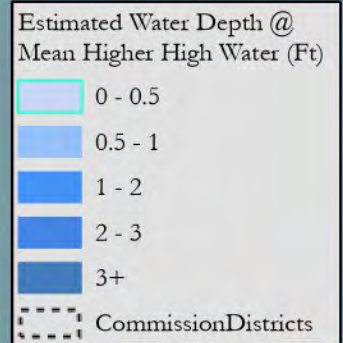 Estimated Water Depth @
Mean Higher High Water (Ft)
0 - 0.5
0.5 - 1
1 - 2
2 - 3
3+
CommissionDistricts